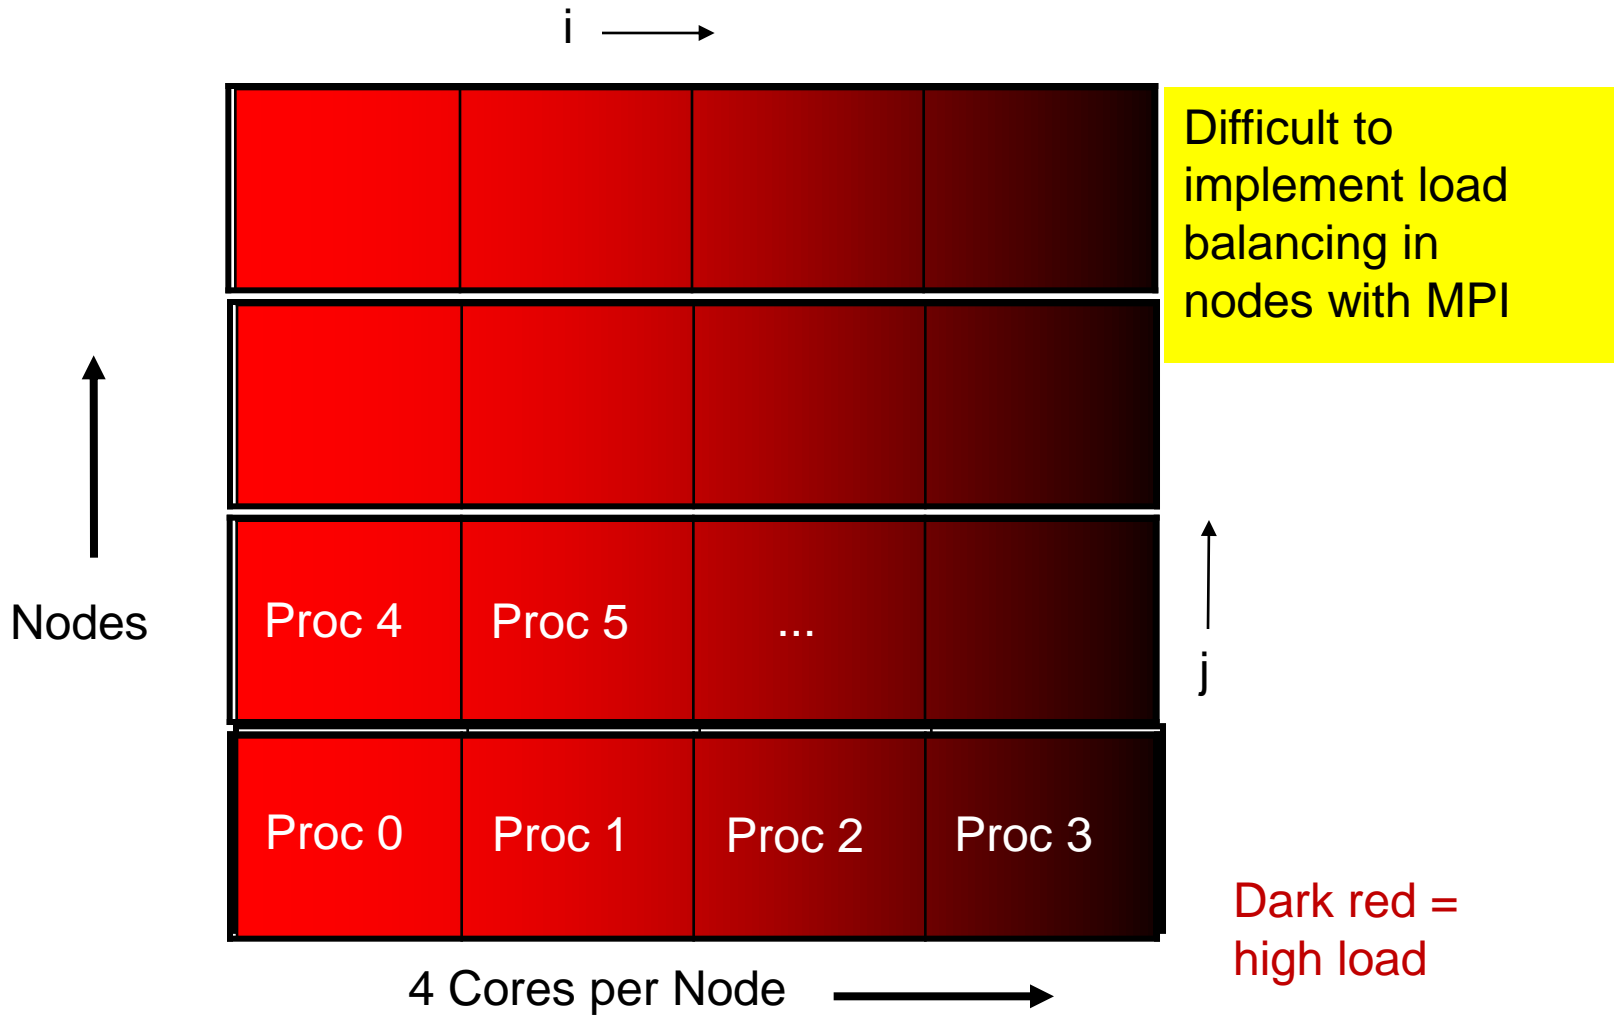 i
Difficult to
implement load
balancing in
nodes with MPI
Nodes
Proc 4 Proc 5 ...
j
Proc 0 Proc 1 Proc 2 Proc 3
Dark red =
high load
4 Cores per Node